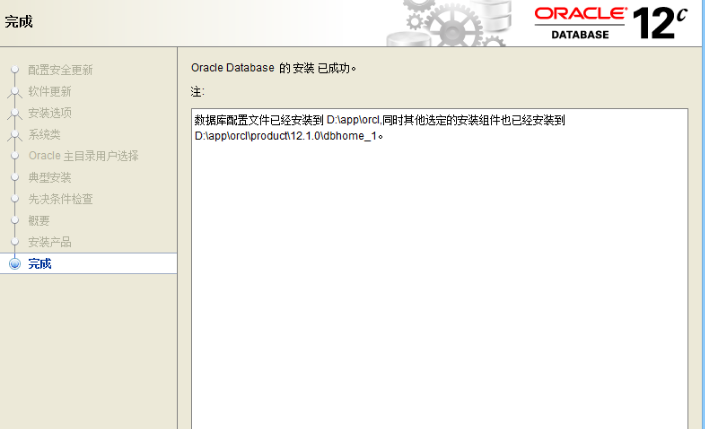 完成
ORACLE
DATABASE
12c
配置安全更新
软件更新
安装选项
系统类
Oracle 主目录用户选择
典型安装
先决条件检查
概要
安装产品
完成
Oracle Database 的 安装 已成功。
注:
数据库配置文件已经安装到 D:\app\orcl,同时其他选定的安装组件也已经安装到
D:\app\orcl\product\12.1.0\dbhome_1。